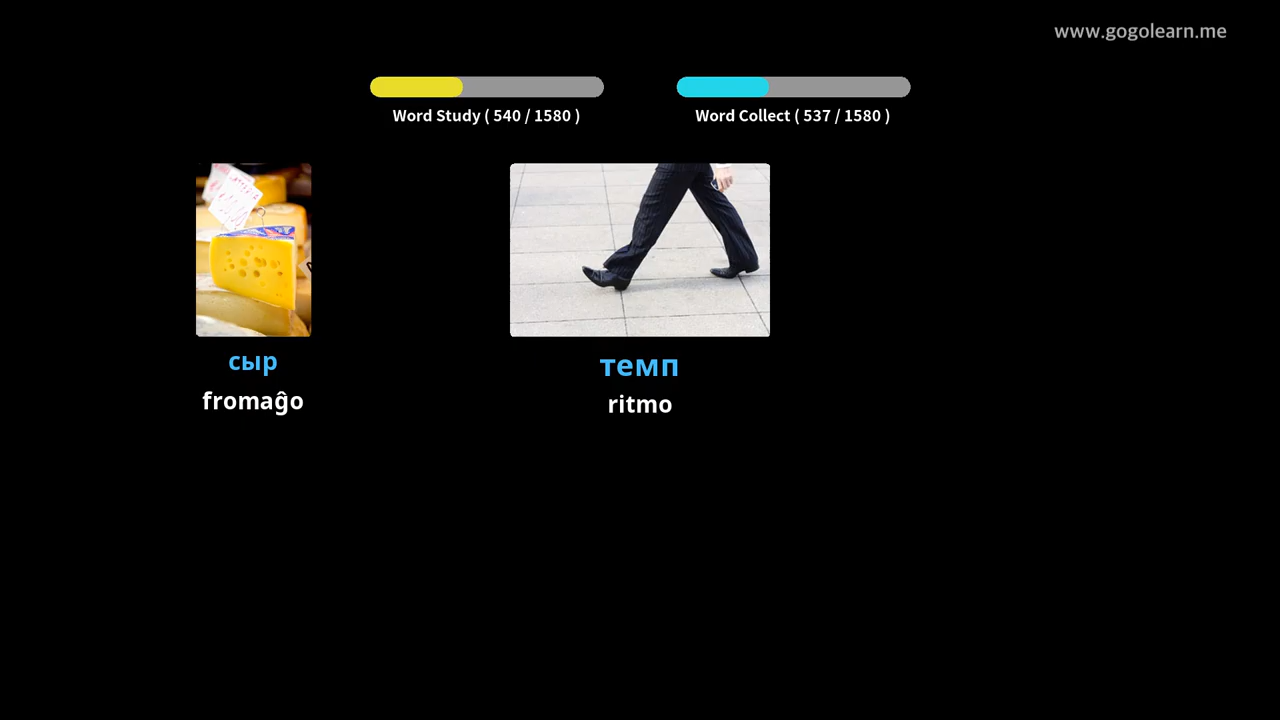 www.gogolearn.me
Word Study ( 540 / 1580 )
Word Collect ( 537 / 1580 )
сыр
fromaĝo
темп
ritmo